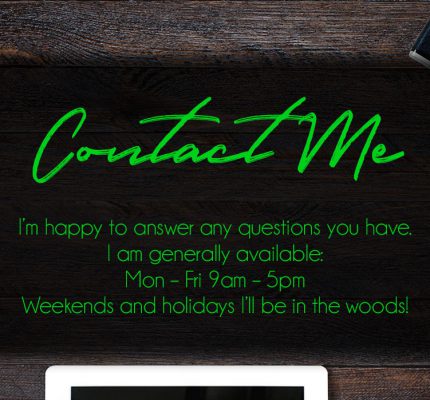 Contact Me
I'm happy to answer any questions you have.
I am generally available:
Mon – Fri 9am – 5pm
Weekends and holidays I'll be in the woods!